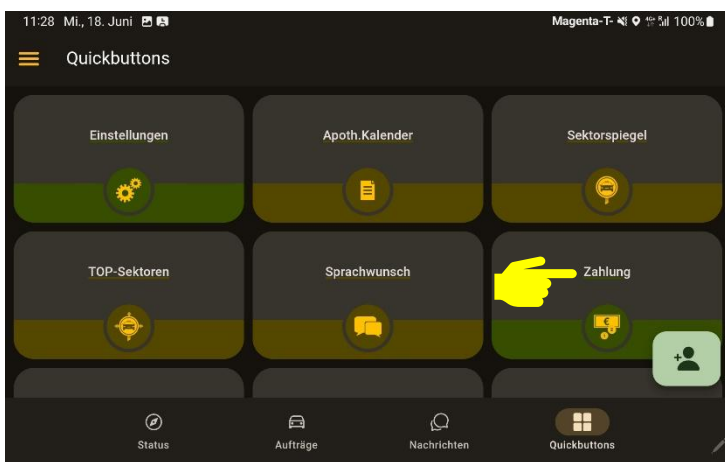 11:28 Mi., 18. Juni Magenta-T- 100%
Quickbuttons
Einstellungen Apoth.Kalender Sektorspiegel
TOP-Sektoren Sprachwunsch Zahlung
Status Aufträge Nachrichten Quickbuttons